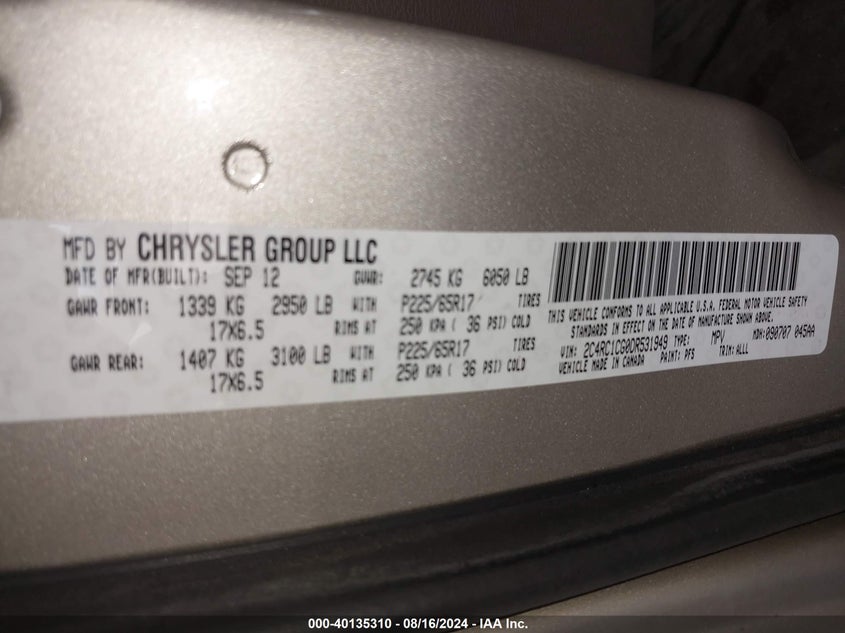 MFD BY CHRYSLER GROUP LLC
DATE OF MFR(BUILT): SEP 12 GVWR: 2745 KG 6050 LB
GAWR FRONT: 1339 KG 2950 LB WITH P225/65R17 TIRES
17X6.5 RIMS AT 250 KPA ( 36 PSI) COLD
GAWR REAR: 1407 KG 3100 LB WITH P225/65R17 TIRES
17X6.5 RIMS AT 250 KPA ( 36 PSI) COLD
THIS VEHICLE CONFORMS TO ALL APPLICABLE U.S.A. FEDERAL MOTOR VEHICLE SAFETY
STANDARDS IN EFFECT ON THE DATE OF MANUFACTURE SHOWN ABOVE.
VIN: 2C4RC1CG0DR531949 TYPE: MPV MDH: 090707 045AA
VEHICLE MADE IN CANADA PAINT: PFS TRIM: ALLL
000-40135310 - 08/16/2024 - IAA Inc.